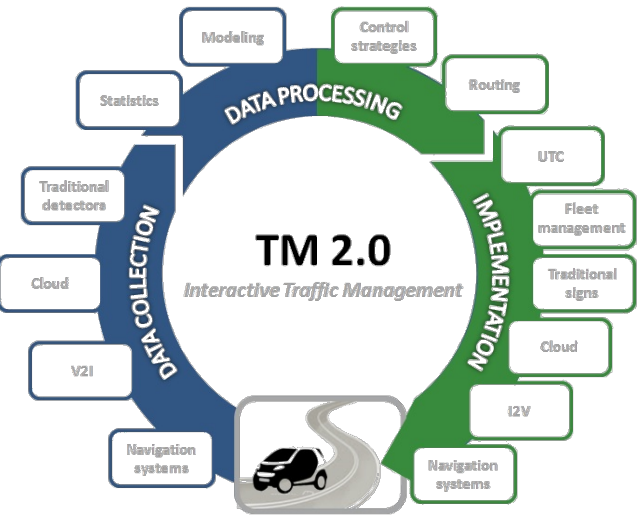 Modeling
Control
strategies
Statistics
DATA PROCESSING
Routing
Traditional
detectors
UTC
Cloud
DATA COLLECTION
TM 2.0
Interactive Traffic Management
IMPLEMENTATION
Fleet
management
Traditional
signs
V2I
Cloud
Navigation
systems
I2V
Navigation
systems